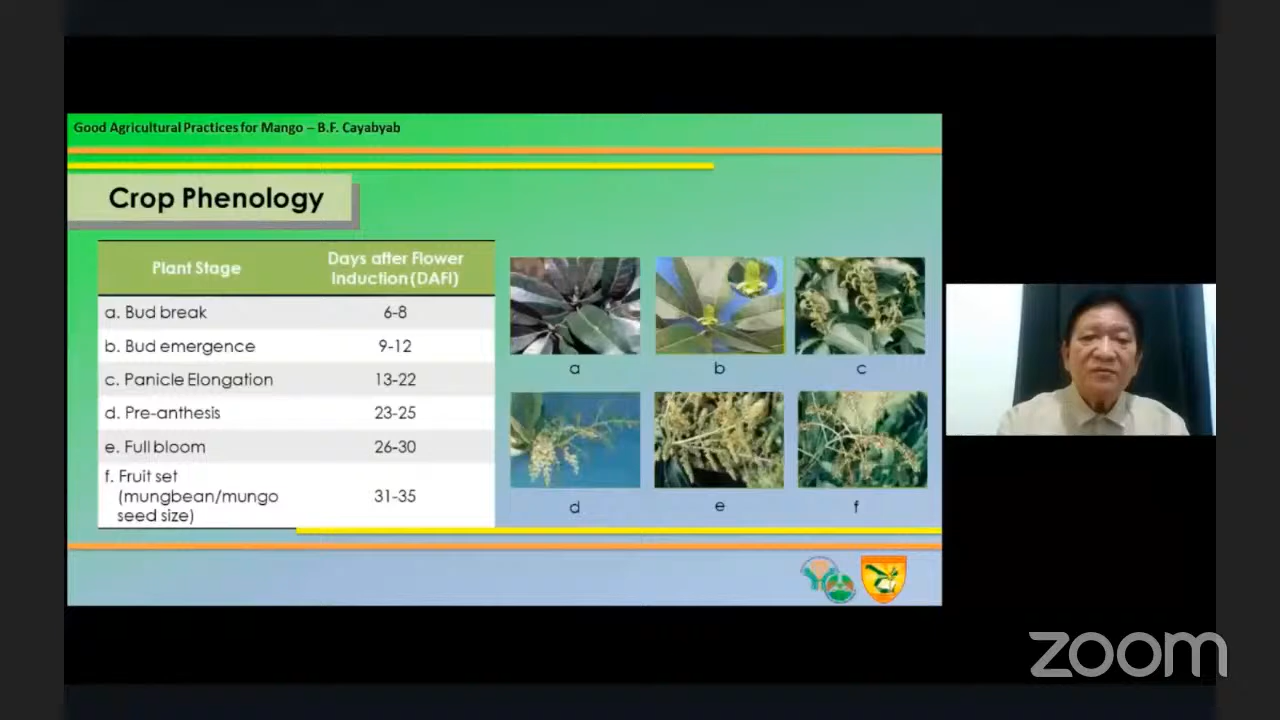 Good Agricultural Practices for Mango – B.F. Cayabyab
Crop Phenology
Plant Stage
Days after Flower
Induction (DAFI)
a. Bud break
6-8
b. Bud emergence
9-12
c. Panicle Elongation
13-22
d. Pre-anthesis
23-25
e. Full bloom
26-30
f. Fruit set
(mungbean/mungo
seed size)
31-35
a
b
c
d
e
f
zoom